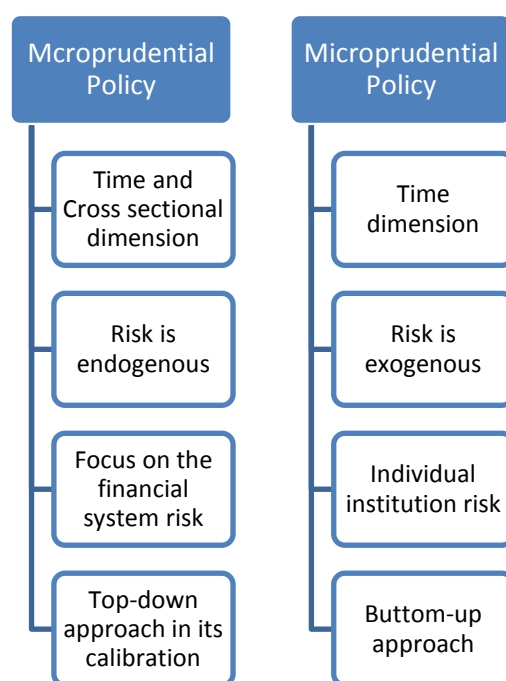 Mcroprudential
Policy
Time and
Cross sectional
dimension
Risk is
endogenous
Focus on the
financial
system risk
Top-down
approach in its
calibration
Microprudential
Policy
Time
dimension
Risk is
exogenous
Individual
institution risk
Buttom-up
approach